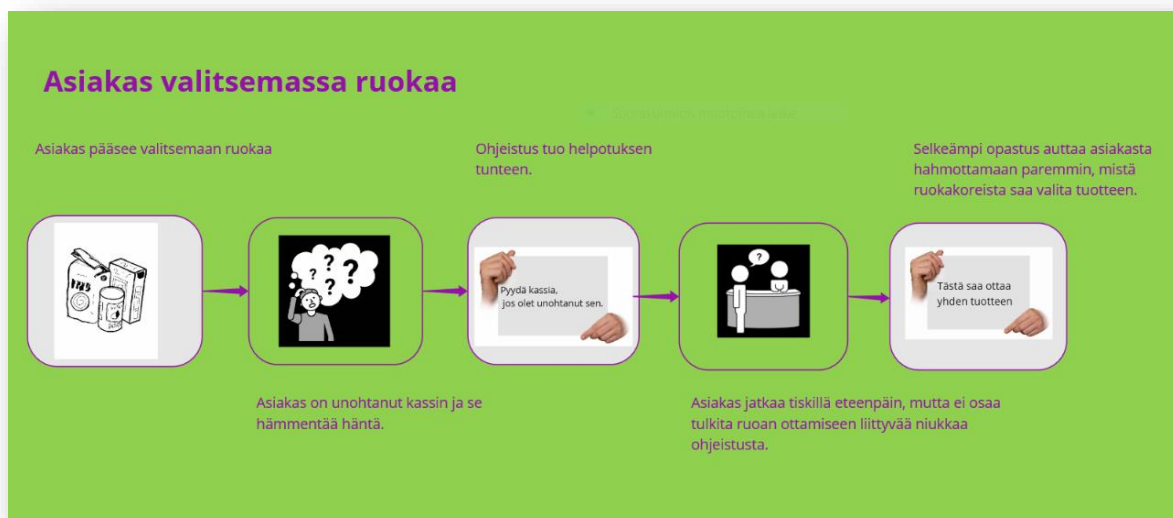 Asiakas valitsemassa ruokaa
Asiakas pääsee valitsemaan ruokaa
Ohjeistus tuo helpotuksen
tunteen.
Selkeämpi opastus auttaa asiakasta
hahmottamaan paremmin, mistä
ruokakoreista saa valita tuotteen.
Pyydä kassia,
jos olet unohtanut sen.
Tästä saa ottaa
yhden tuotteen
Asiakas on unohtanut kassin ja se
hämmentää häntä.
Asiakas jatkaa tiskillä eteenpäin, mutta ei osaa
tulkita ruoan ottamiseen liittyvää niukkaa
ohjeistusta.